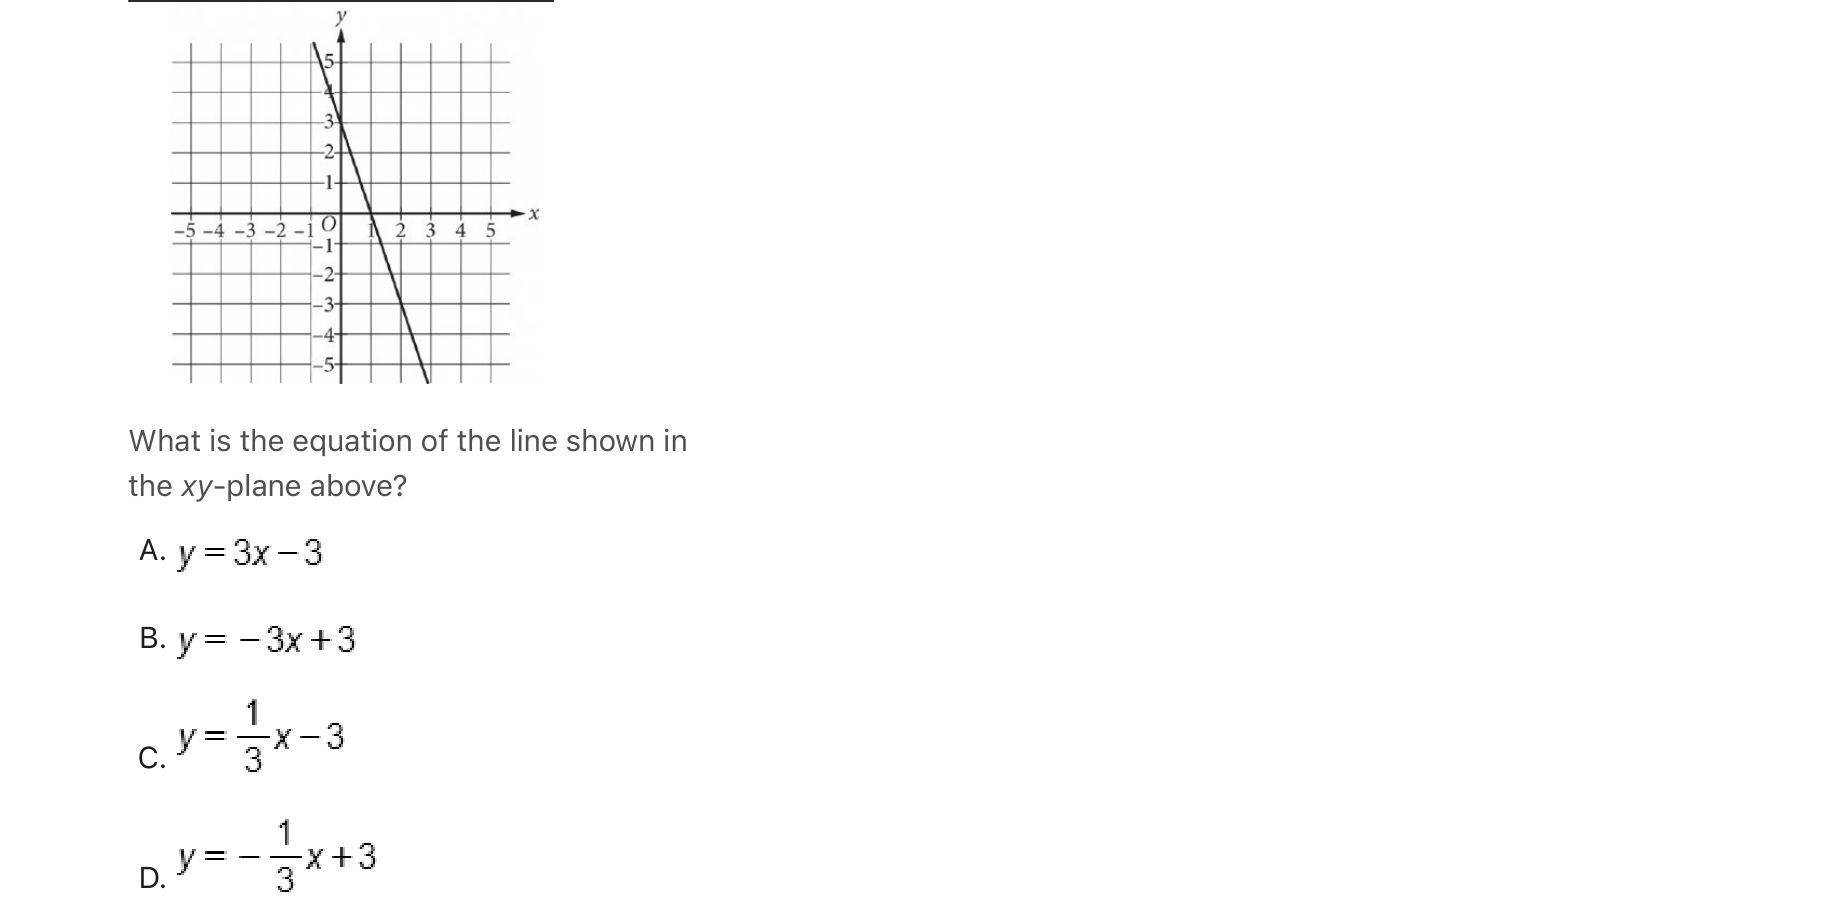 y
5
4
3
2
1
-5 -4 -3 -2 -1 O 1 2 3 4 5 x
-1
-2
-3
-4
-5
What is the equation of the line shown in
the xy-plane above?
A. y = 3x – 3
B. y = – 3x + 3
C. y = 1/3 x – 3
D. y = – 1/3 x + 3